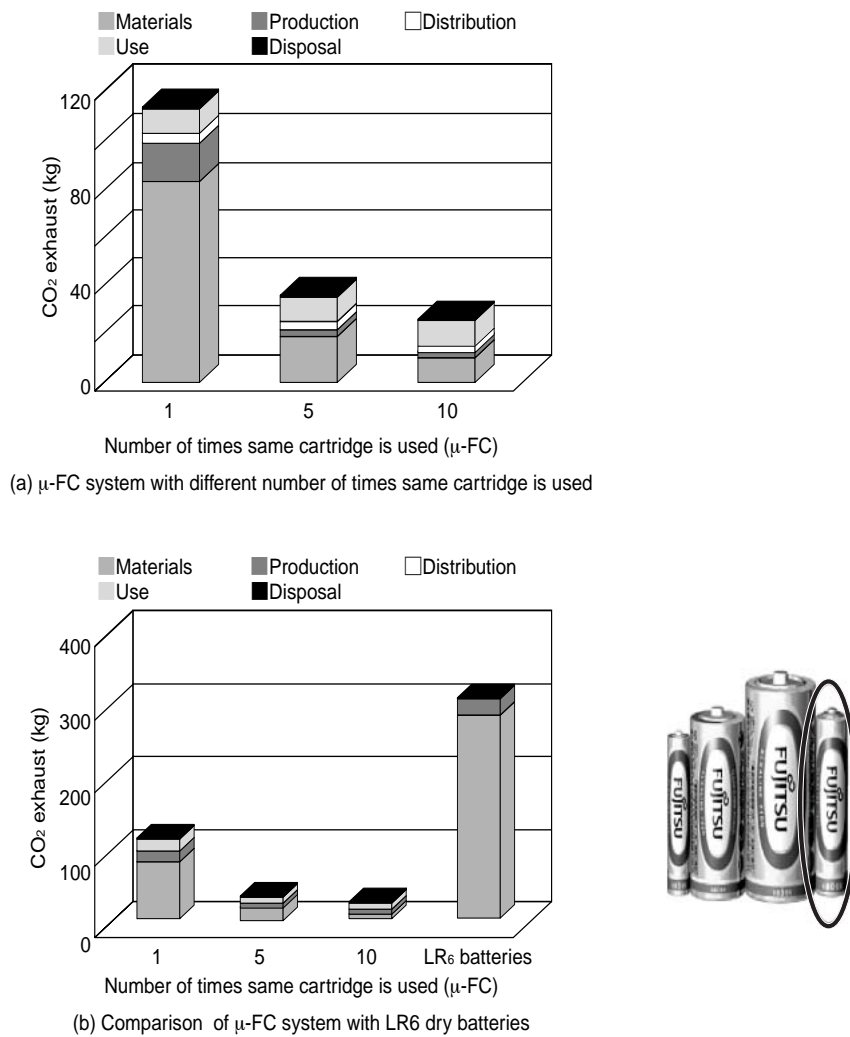 Materials Production Distribution
Use Disposal
CO₂ exhaust (kg)
120
80
40
0
1 5 10
Number of times same cartridge is used (μ-FC)
(a) μ-FC system with different number of times same cartridge is used
Materials Production Distribution
Use Disposal
CO₂ exhaust (kg)
400
300
200
100
0
1 5 10 LR₆ batteries
Number of times same cartridge is used (μ-FC)
(b) Comparison of μ-FC system with LR6 dry batteries
FUJITSU
FUJITSU
FUJITSU
FUJITSU